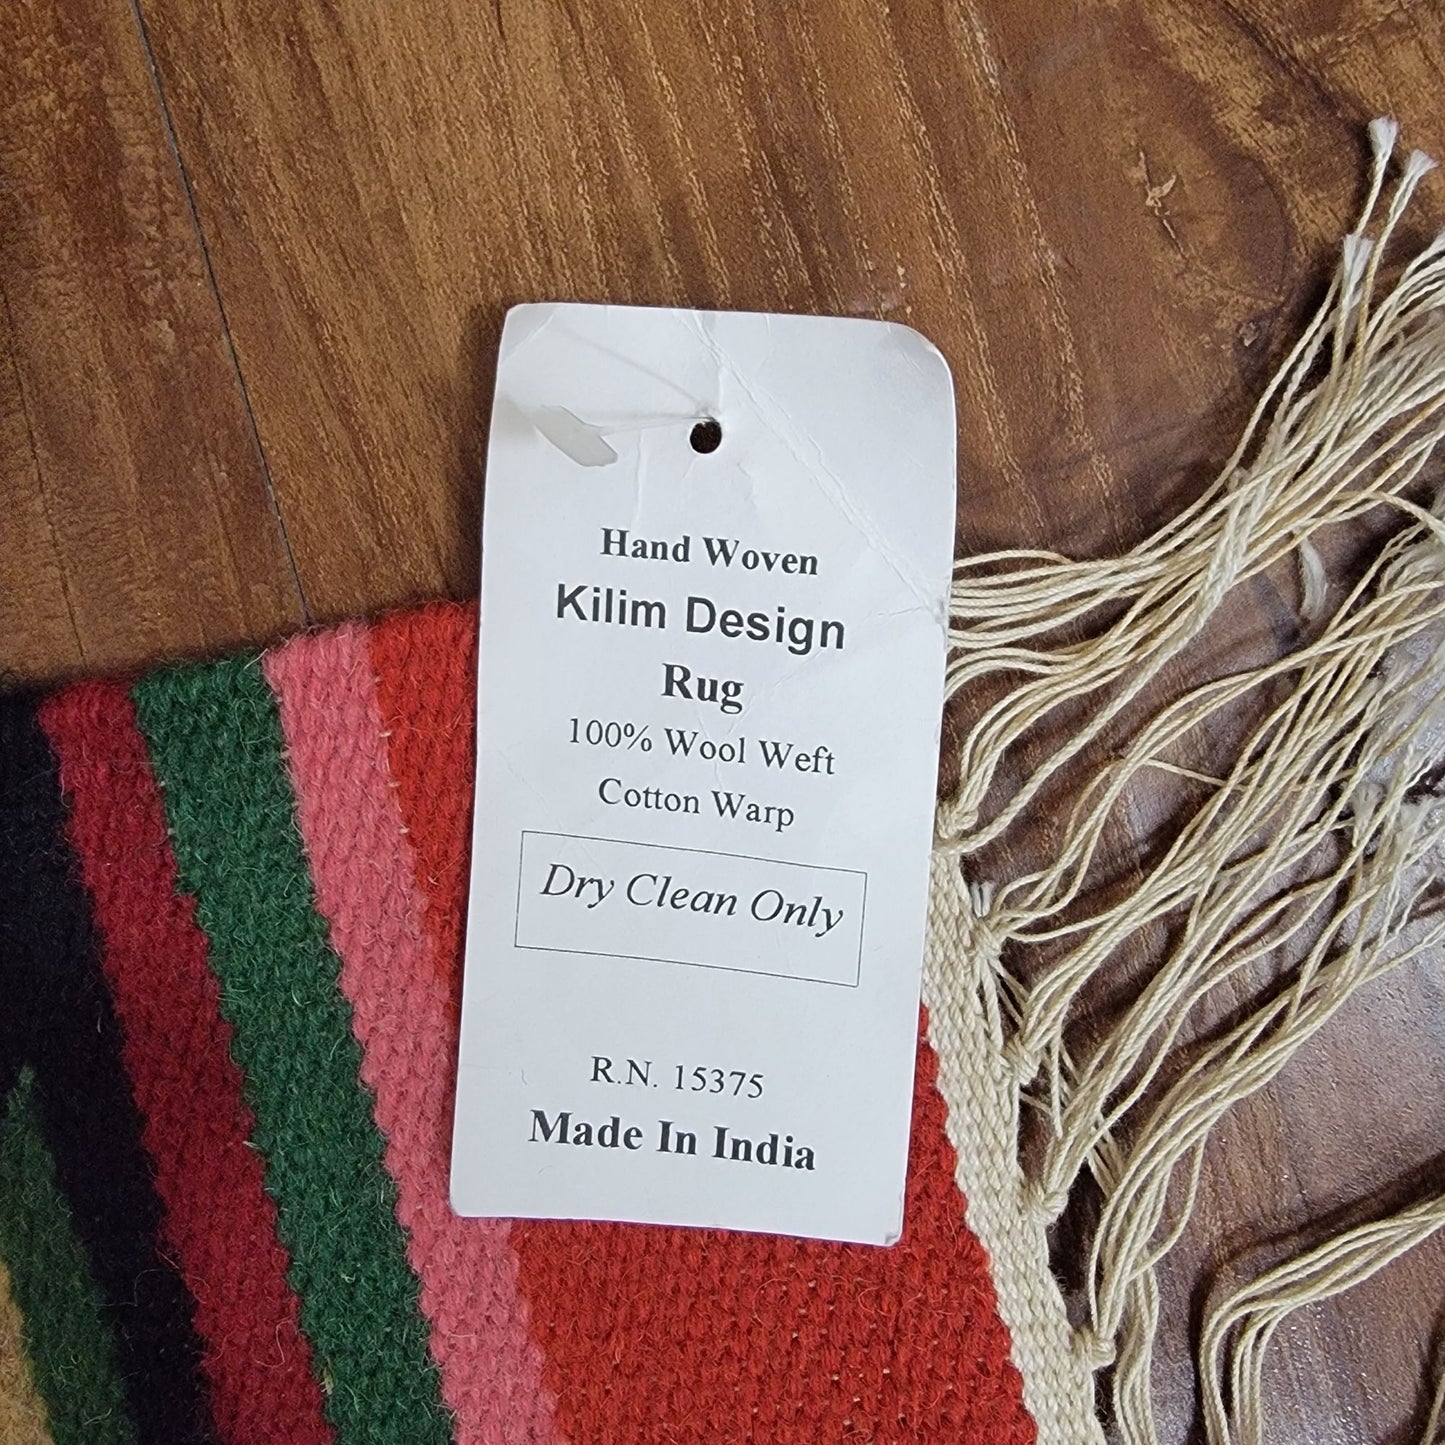 Hand Woven
Kilim Design
Rug
100% Wool Weft
Cotton Warp
Dry Clean Only
R.N. 15375
Made In India